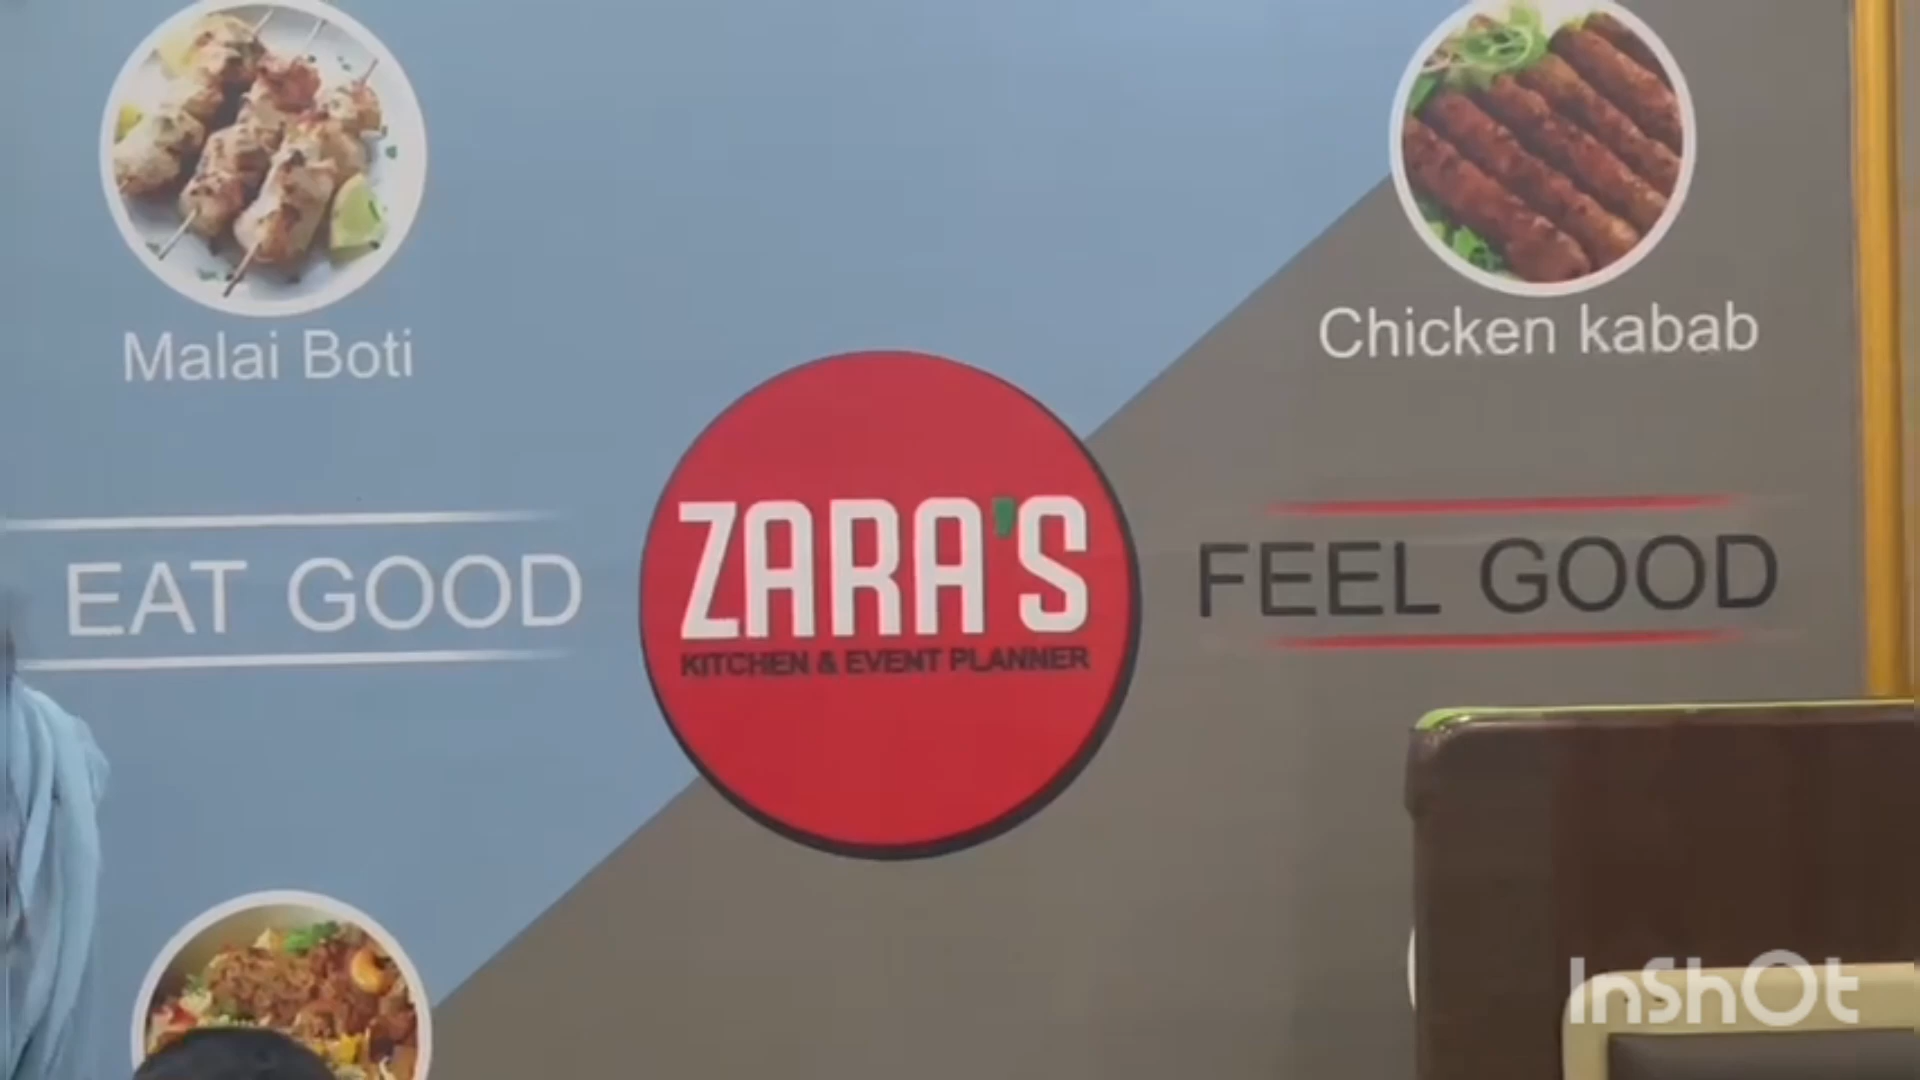 Malai Boti
Chicken kabab
EAT GOOD
ZARA'S
KITCHEN & EVENT PLANNER
FEEL GOOD
InShOt